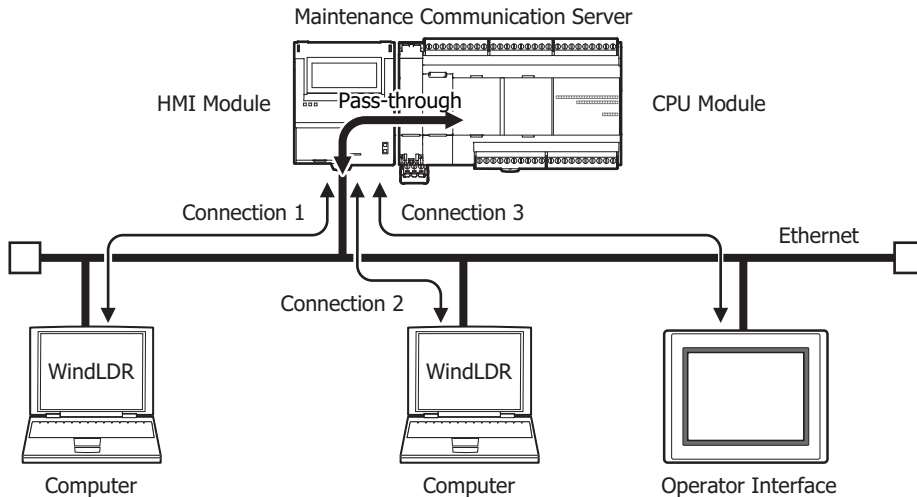 Maintenance Communication Server
HMI Module
Pass-through
CPU Module
Connection 1
Connection 3
Ethernet
Connection 2
WindLDR
WindLDR
Computer
Computer
Operator Interface